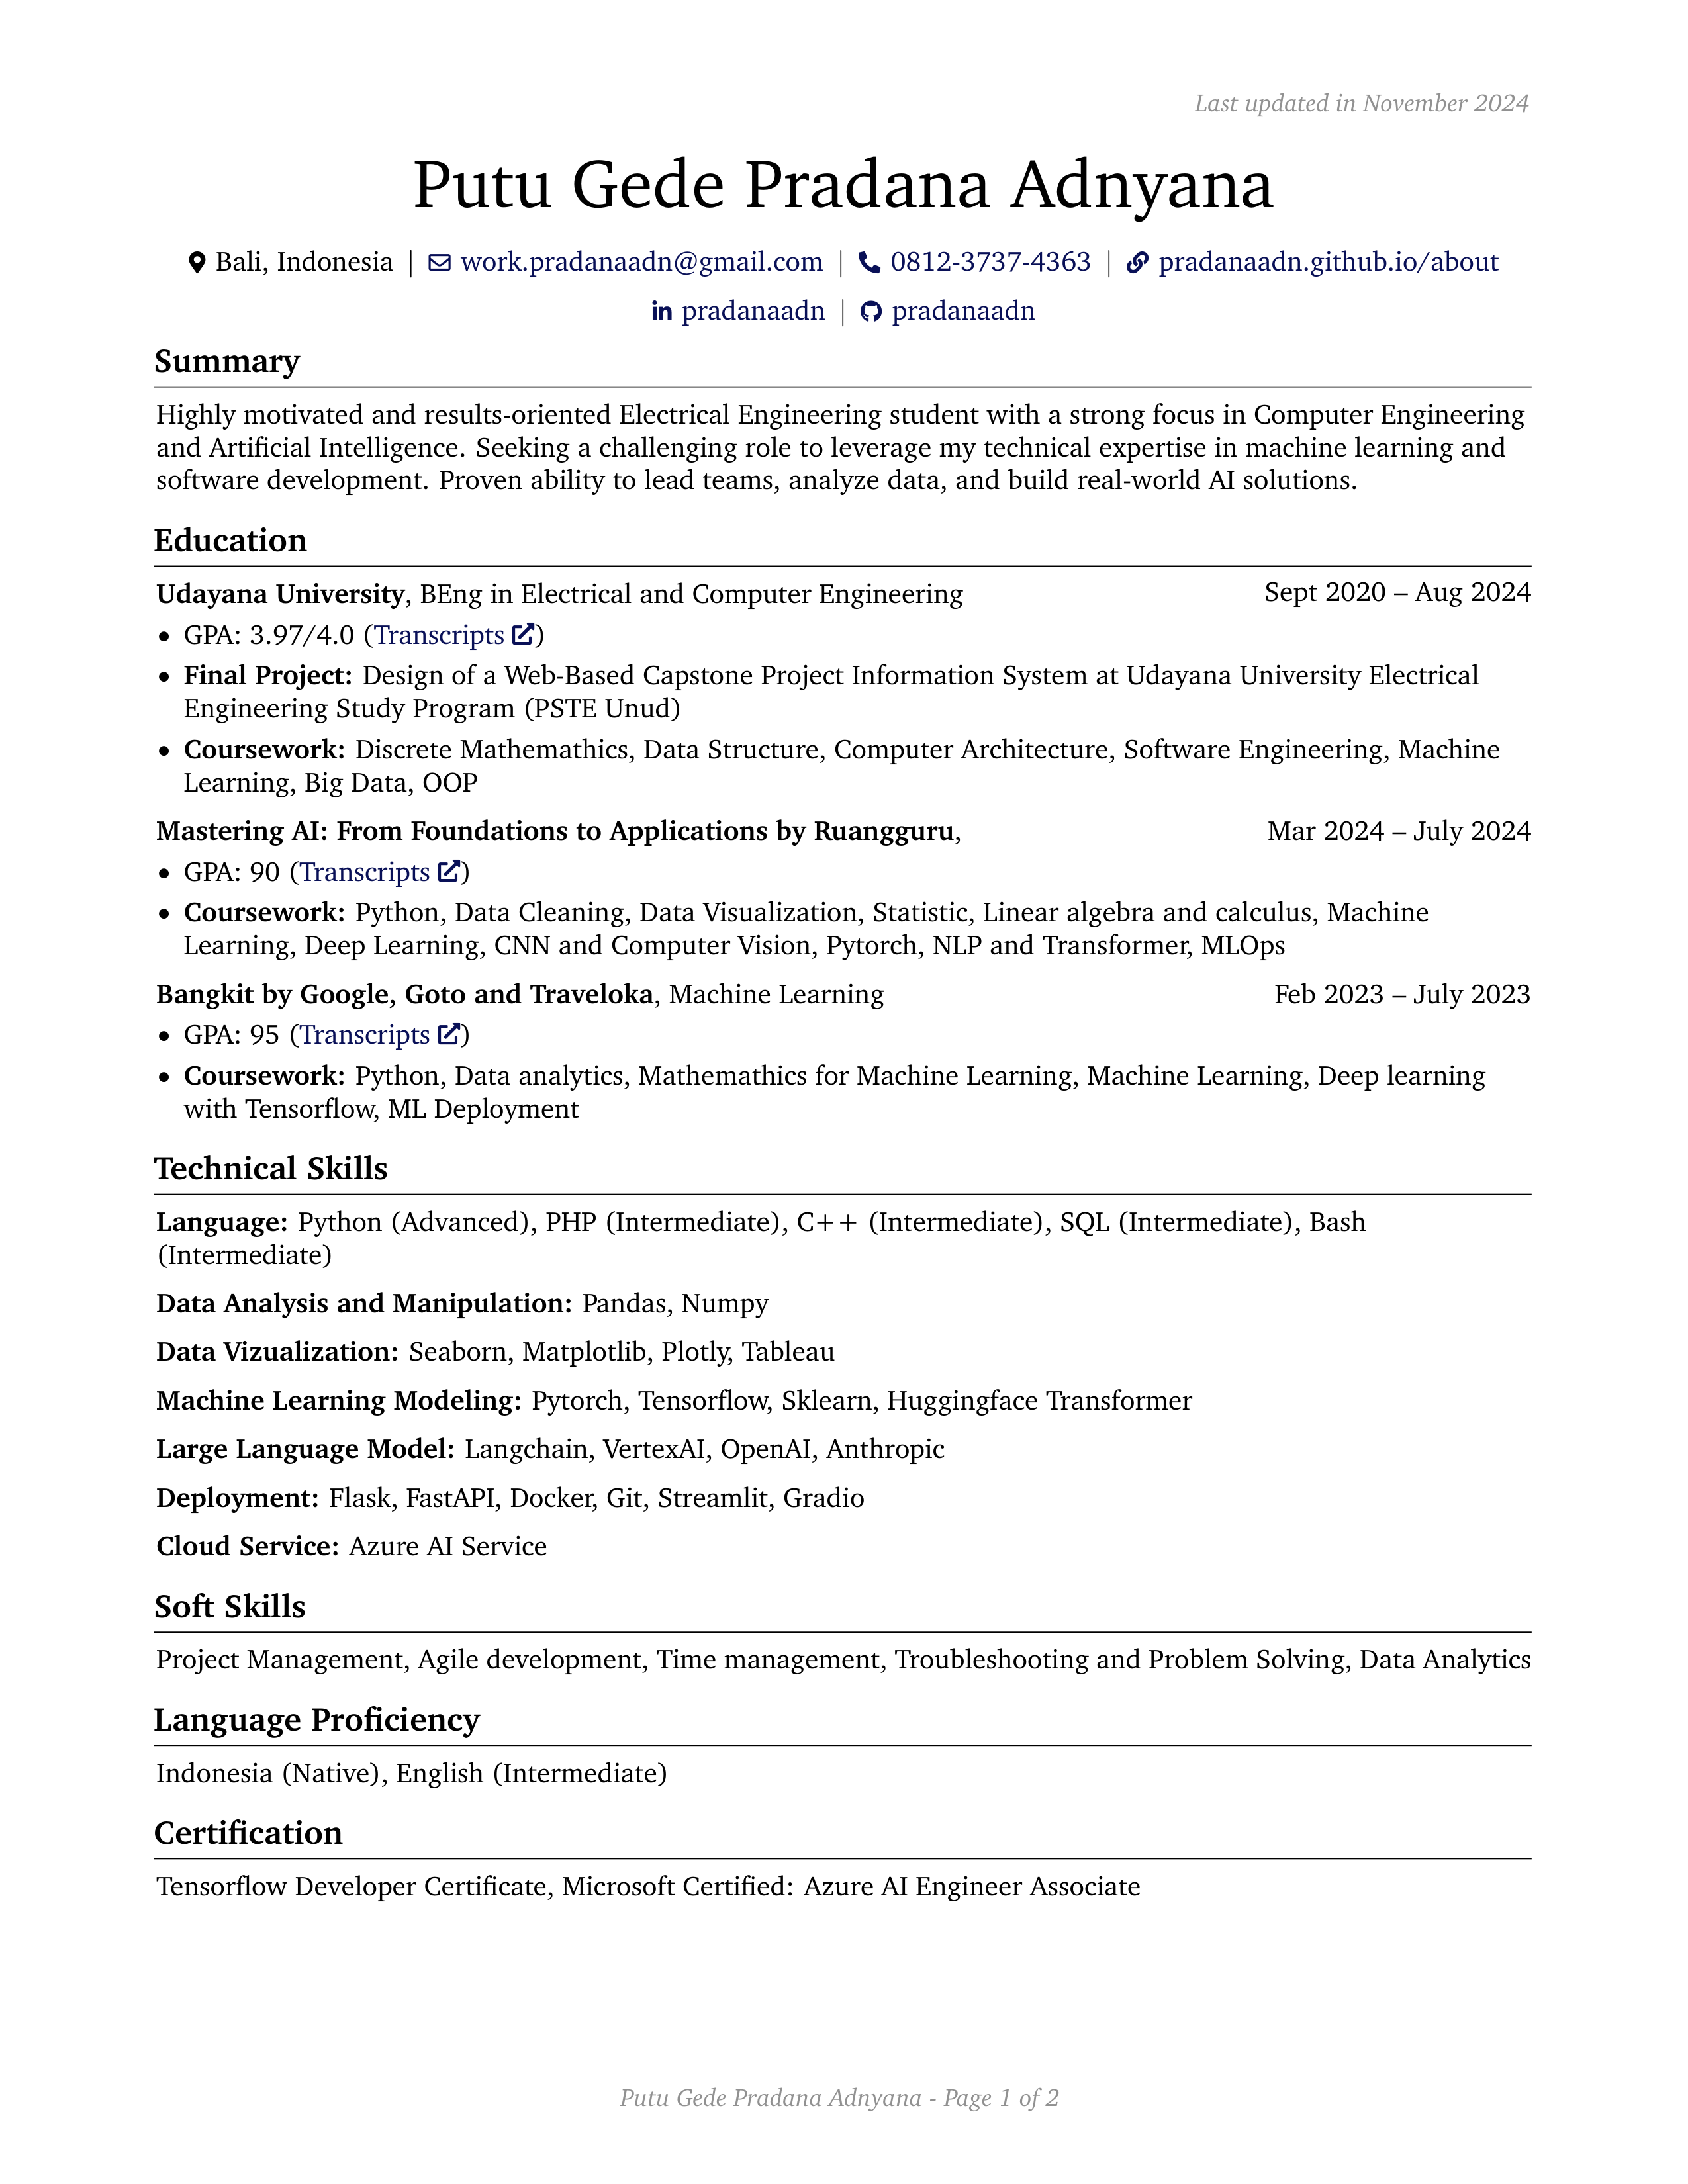 Last updated in November 2024
Putu Gede Pradana Adnyana
Bali, Indonesia | work.pradanaadn@gmail.com | 0812-3737-4363 | pradanaadn.github.io/about
in pradanaadn | pradanaadn
Summary
Highly motivated and results-oriented Electrical Engineering student with a strong focus in Computer Engineering
and Artificial Intelligence. Seeking a challenging role to leverage my technical expertise in machine learning and
software development. Proven ability to lead teams, analyze data, and build real-world AI solutions.
Education
Udayana University, BEng in Electrical and Computer Engineering Sept 2020 – Aug 2024
• GPA: 3.97/4.0 (Transcripts)
• Final Project: Design of a Web-Based Capstone Project Information System at Udayana University Electrical
Engineering Study Program (PSTE Unud)
• Coursework: Discrete Mathemathics, Data Structure, Computer Architecture, Software Engineering, Machine
Learning, Big Data, OOP
Mastering AI: From Foundations to Applications by Ruangguru, Mar 2024 – July 2024
• GPA: 90 (Transcripts)
• Coursework: Python, Data Cleaning, Data Visualization, Statistic, Linear algebra and calculus, Machine
Learning, Deep Learning, CNN and Computer Vision, Pytorch, NLP and Transformer, MLOps
Bangkit by Google, Goto and Traveloka, Machine Learning Feb 2023 – July 2023
• GPA: 95 (Transcripts)
• Coursework: Python, Data analytics, Mathemathics for Machine Learning, Machine Learning, Deep learning
with Tensorflow, ML Deployment
Technical Skills
Language: Python (Advanced), PHP (Intermediate), C++ (Intermediate), SQL (Intermediate), Bash
(Intermediate)
Data Analysis and Manipulation: Pandas, Numpy
Data Vizualization: Seaborn, Matplotlib, Plotly, Tableau
Machine Learning Modeling: Pytorch, Tensorflow, Sklearn, Huggingface Transformer
Large Language Model: Langchain, VertexAI, OpenAI, Anthropic
Deployment: Flask, FastAPI, Docker, Git, Streamlit, Gradio
Cloud Service: Azure AI Service
Soft Skills
Project Management, Agile development, Time management, Troubleshooting and Problem Solving, Data Analytics
Language Proficiency
Indonesia (Native), English (Intermediate)
Certification
Tensorflow Developer Certificate, Microsoft Certified: Azure AI Engineer Associate
Putu Gede Pradana Adnyana - Page 1 of 2